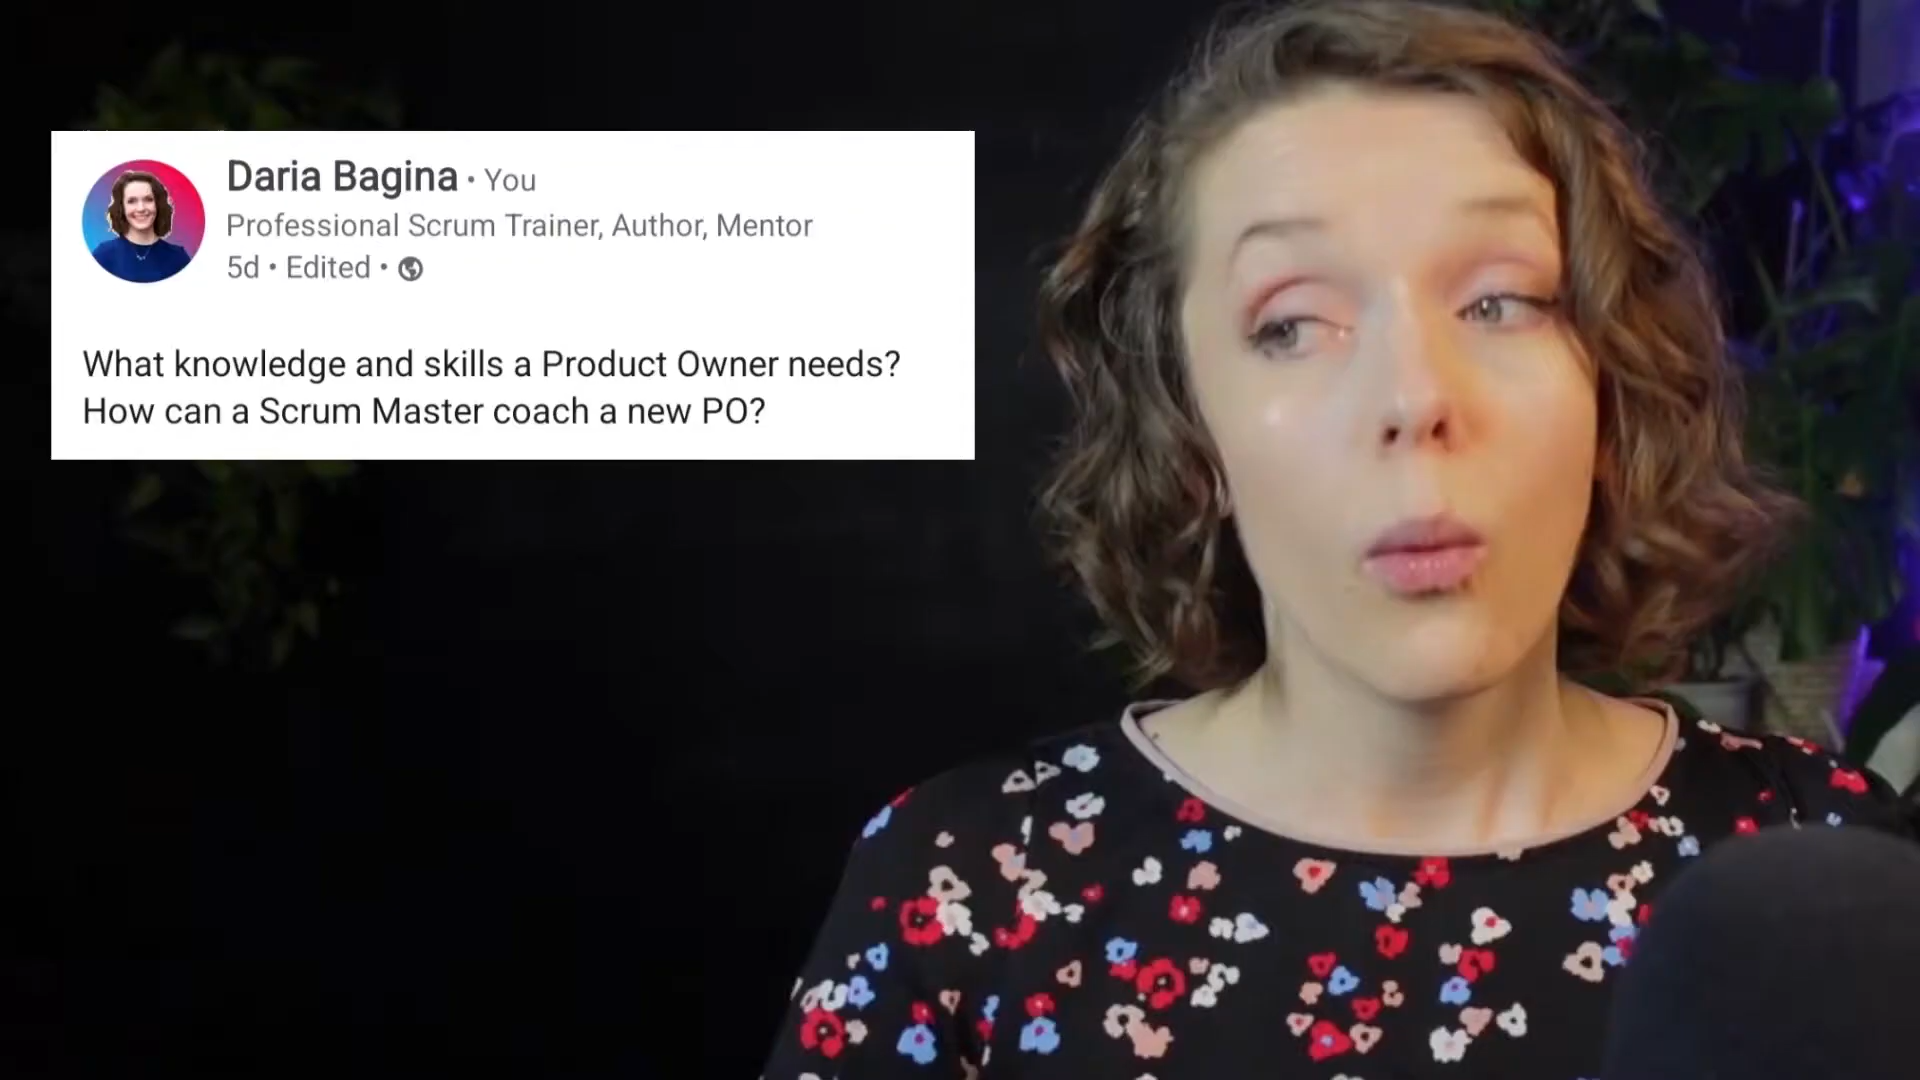 Daria Bagina • You
Professional Scrum Trainer, Author, Mentor
5d • Edited •
What knowledge and skills a Product Owner needs?
How can a Scrum Master coach a new PO?